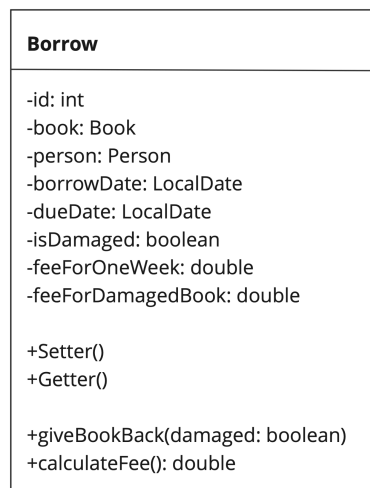 Borrow
-id: int
-book: Book
-person: Person
-borrowDate: LocalDate
-dueDate: LocalDate
-isDamaged: boolean
-feeForOneWeek: double
-feeForDamagedBook: double
+Setter()
+Getter()
+giveBookBack(damaged: boolean)
+calculateFee(): double